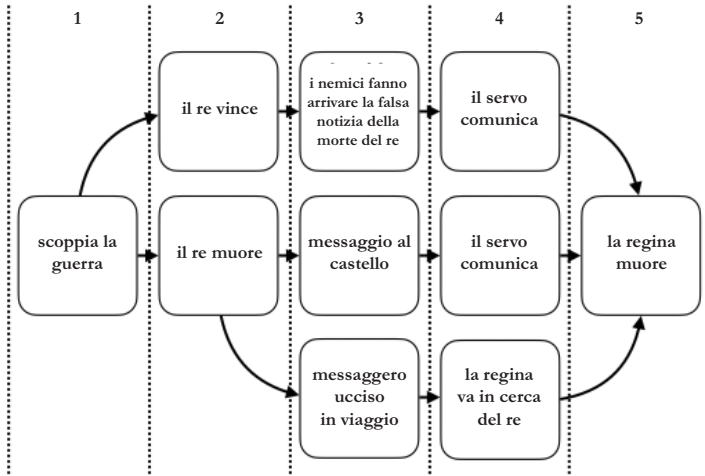 1
2
3
4
5
il re vince
i nemici fanno
arrivare la falsa
notizia della
morte del re
il servo
comunica
scoppia la
guerra
il re muore
messaggio al
castello
il servo
comunica
la regina
muore
messaggero
ucciso
in viaggio
la regina
va in cerca
del re